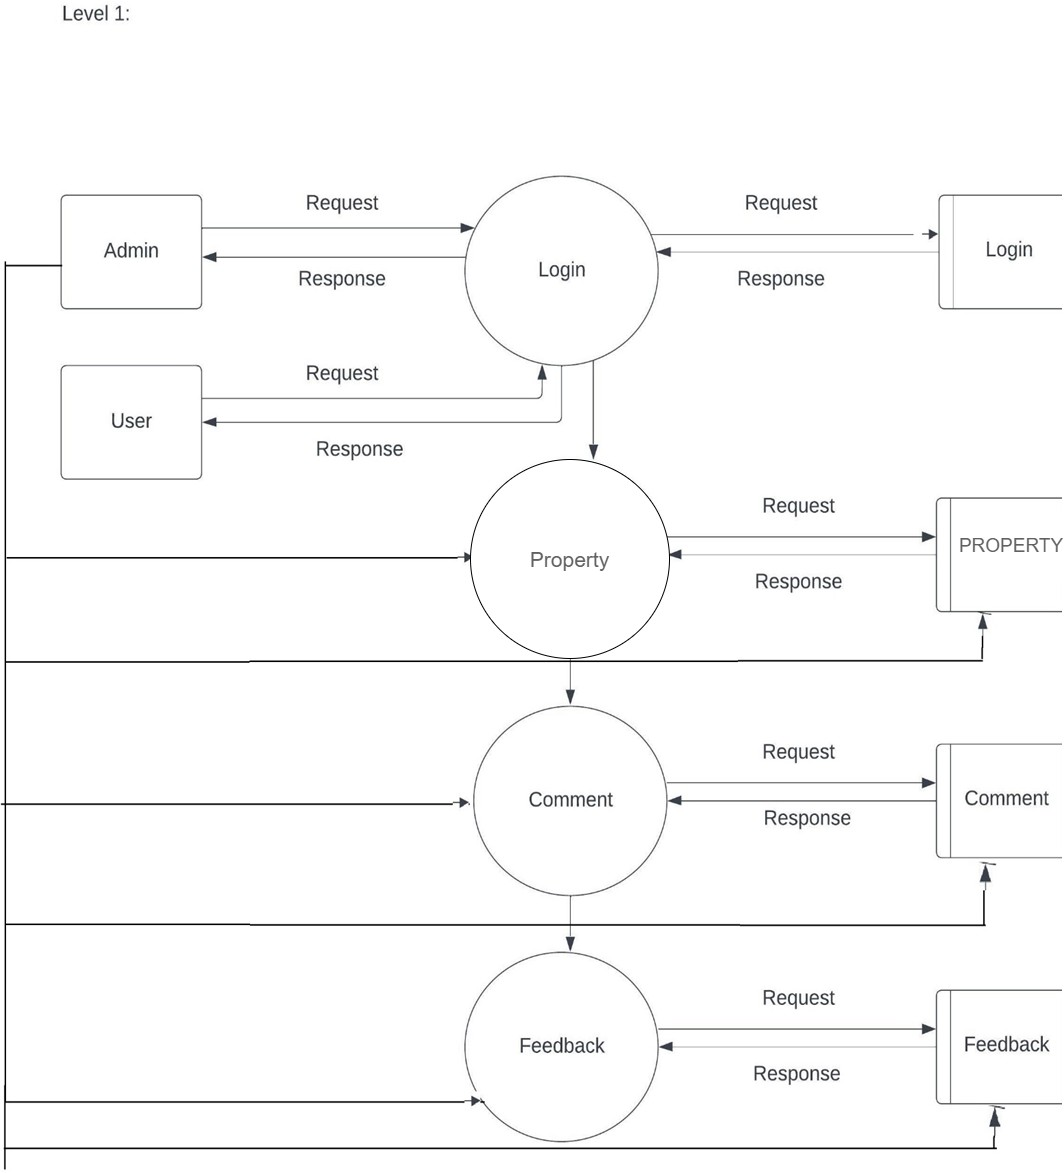 Level 1:
Request
Request
Admin
Login
Login
Response
Response
Request
User
Response
Request
Property
PROPERTY
Response
Request
Comment
Comment
Response
Request
Feedback
Feedback
Response